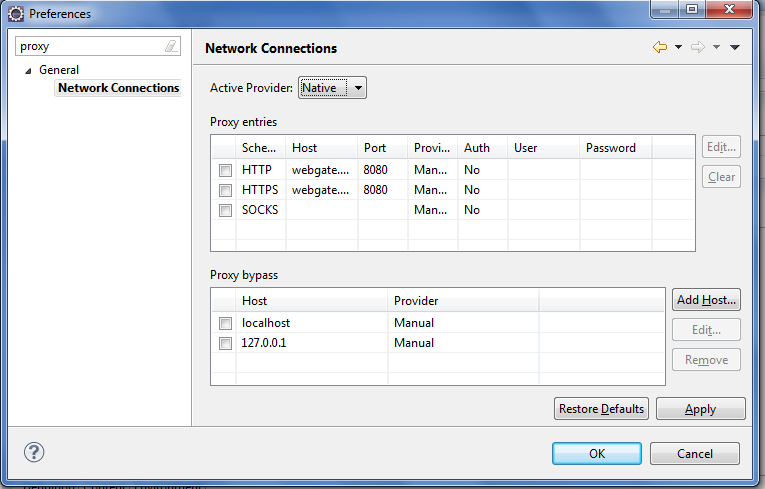 Preferences
proxy
General
Network Connections
Network Connections
Active Provider: Native
Proxy entries
Sche... Host Port Provi... Auth User Password
HTTP webgate.... 8080 Man... No
HTTPS webgate.... 8080 Man... No
SOCKS Man... No
Edit...
Clear
Proxy bypass
Host Provider
localhost Manual
127.0.0.1 Manual
Add Host...
Edit...
Remove
Restore Defaults Apply
? OK Cancel